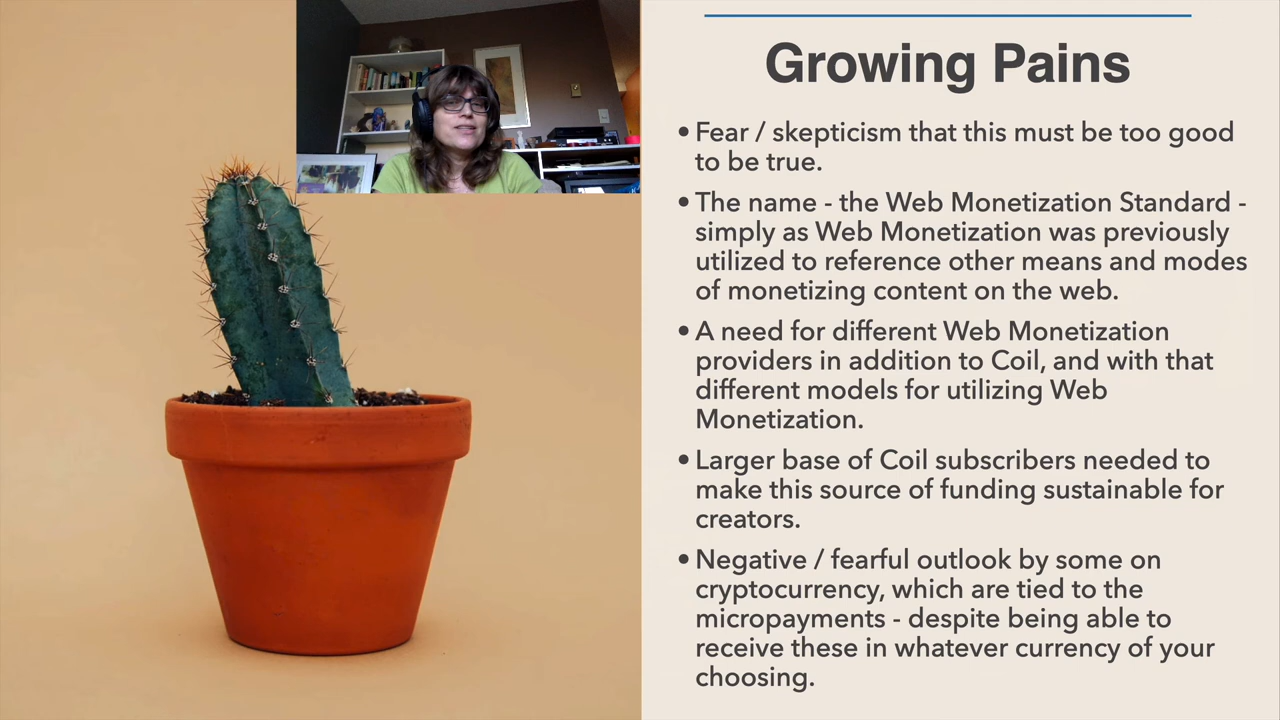 Growing Pains
• Fear / skepticism that this must be too good
to be true.
• The name - the Web Monetization Standard -
simply as Web Monetization was previously
utilized to reference other means and modes
of monetizing content on the web.
• A need for different Web Monetization
providers in addition to Coil, and with that
different models for utilizing Web
Monetization.
• Larger base of Coil subscribers needed to
make this source of funding sustainable for
creators.
• Negative / fearful outlook by some on
cryptocurrency, which are tied to the
micropayments - despite being able to
receive these in whatever currency of your
choosing.